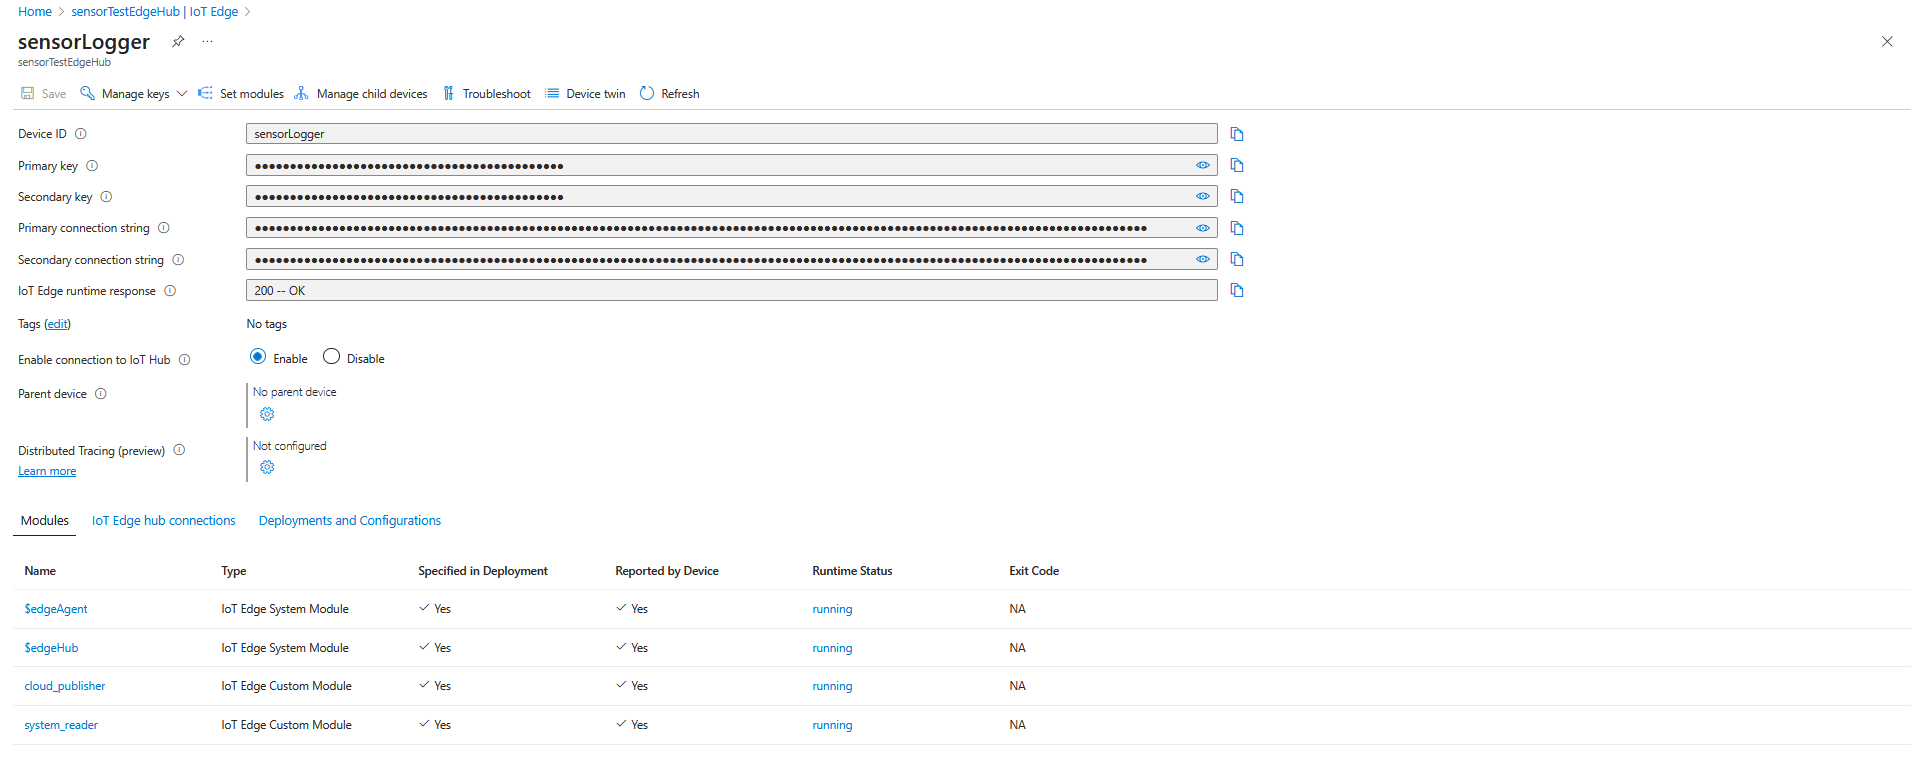 Home > sensorTestEdgeHub | IoT Edge >
sensorLogger ...
sensorTestEdgeHub
Save Manage keys Set modules Manage child devices Troubleshoot Device twin Refresh
Device ID sensorLogger
Primary key ••••••••••••••••••••••••••••••••••••••••••••
Secondary key ••••••••••••••••••••••••••••••••••••••••••••
Primary connection string
Secondary connection string
IoT Edge runtime response 200 -- OK
Tags (edit) No tags
Enable connection to IoT Hub Enable Disable
Parent device No parent device
Distributed Tracing (preview) Not configured
Learn more
Modules IoT Edge hub connections Deployments and Configurations
Name Type Specified in Deployment Reported by Device Runtime Status Exit Code
$edgeAgent IoT Edge System Module ✓ Yes ✓ Yes running NA
$edgeHub IoT Edge System Module ✓ Yes ✓ Yes running NA
cloud_publisher IoT Edge Custom Module ✓ Yes ✓ Yes running NA
system_reader IoT Edge Custom Module ✓ Yes ✓ Yes running NA